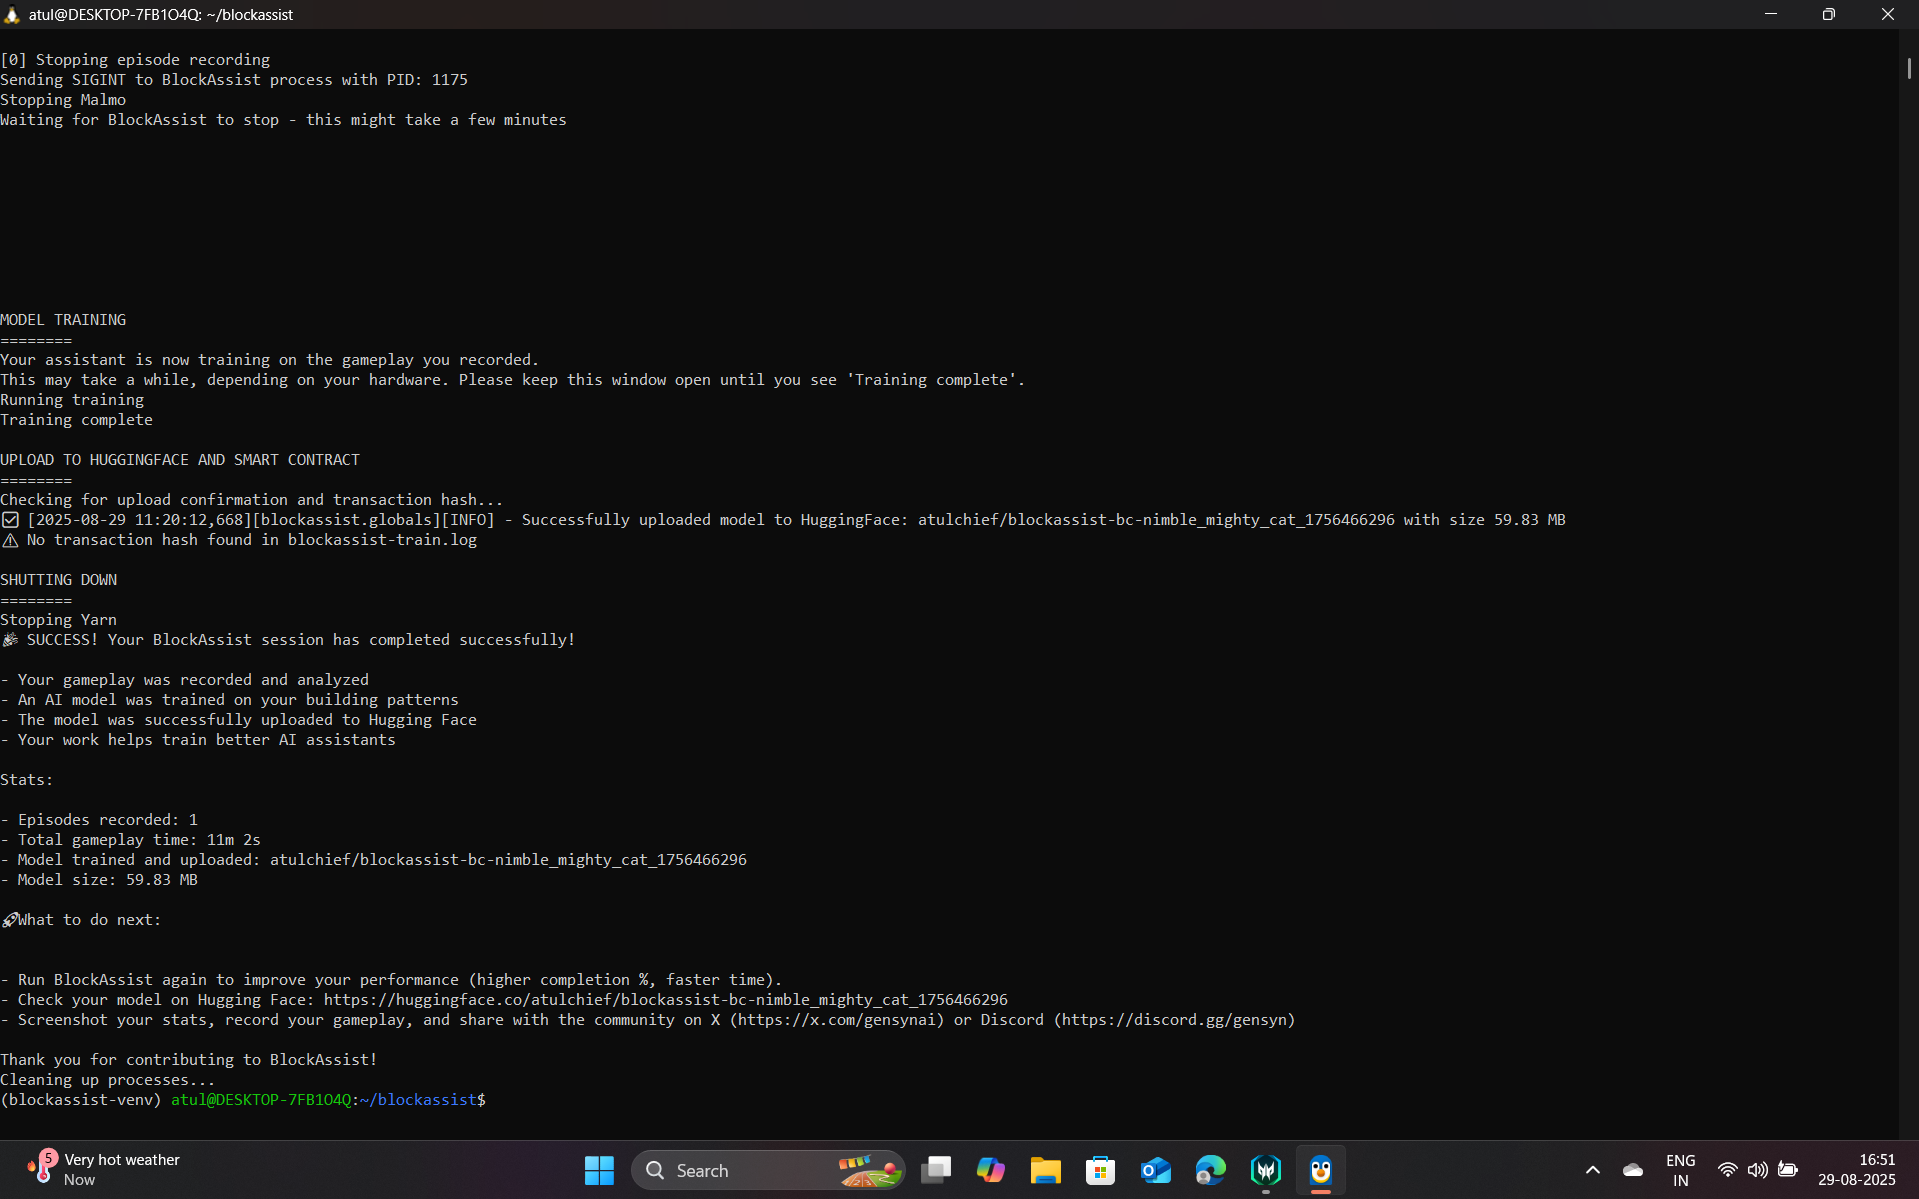 atul@DESKTOP-7FB1O4Q: ~/blockassist
[0] Stopping episode recording
Sending SIGINT to BlockAssist process with PID: 1175
Stopping Malmo
Waiting for BlockAssist to stop - this might take a few minutes
MODEL TRAINING
========
Your assistant is now training on the gameplay you recorded.
This may take a while, depending on your hardware. Please keep this window open until you see 'Training complete'.
Running training
Training complete
UPLOAD TO HUGGINGFACE AND SMART CONTRACT
========
Checking for upload confirmation and transaction hash...
☑ [2025-08-29 11:20:12,668][blockassist.globals][INFO] - Successfully uploaded model to HuggingFace: atulchief/blockassist-bc-nimble_mighty_cat_1756466296 with size 59.83 MB
⚠ No transaction hash found in blockassist-train.log
SHUTTING DOWN
========
Stopping Yarn
🎉 SUCCESS! Your BlockAssist session has completed successfully!
- Your gameplay was recorded and analyzed
- An AI model was trained on your building patterns
- The model was successfully uploaded to Hugging Face
- Your work helps train better AI assistants
Stats:
- Episodes recorded: 1
- Total gameplay time: 11m 2s
- Model trained and uploaded: atulchief/blockassist-bc-nimble_mighty_cat_1756466296
- Model size: 59.83 MB
🚀What to do next:
- Run BlockAssist again to improve your performance (higher completion %, faster time).
- Check your model on Hugging Face: https://huggingface.co/atulchief/blockassist-bc-nimble_mighty_cat_1756466296
- Screenshot your stats, record your gameplay, and share with the community on X (https://x.com/gensynai) or Discord (https://discord.gg/gensyn)
Thank you for contributing to BlockAssist!
Cleaning up processes...
(blockassist-venv) atul@DESKTOP-7FB1O4Q:~/blockassist$
5
Very hot weather
Now
Search
ENG
IN
16:51
29-08-2025